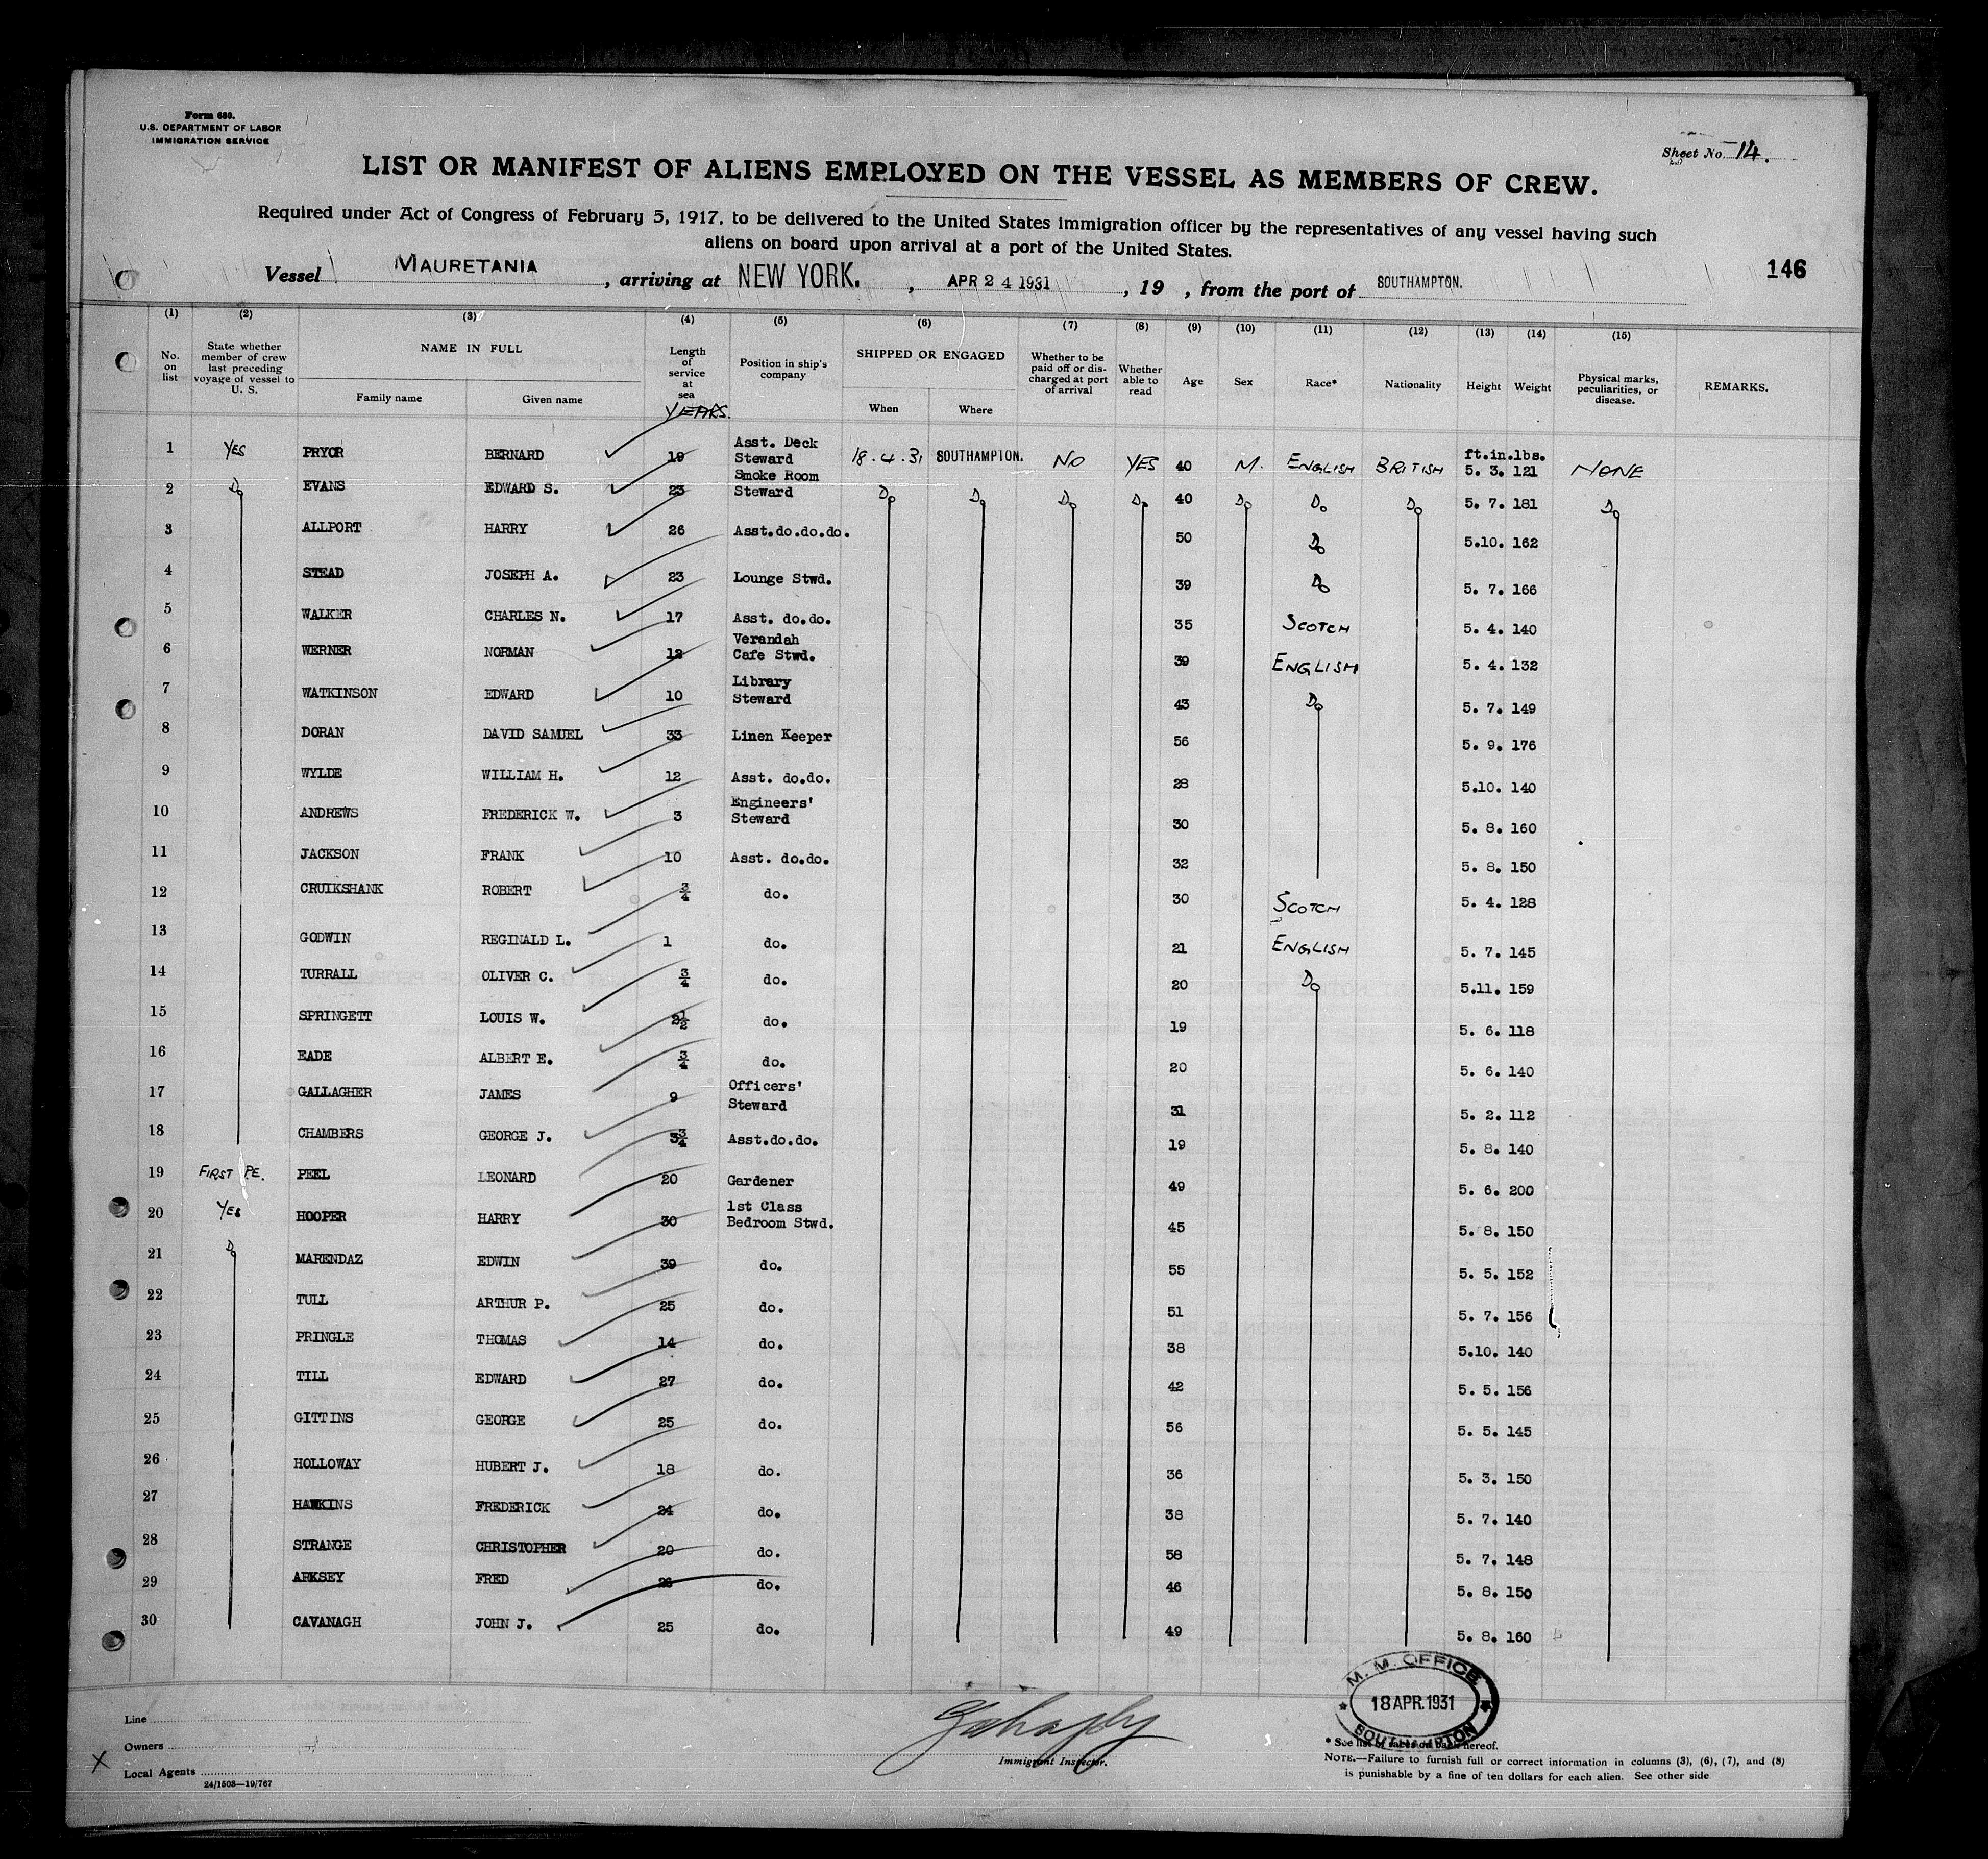 Form 680.
U.S. DEPARTMENT OF LABOR
IMMIGRATION SERVICE
Sheet No. 14.
LIST OR MANIFEST OF ALIENS EMPLOYED ON THE VESSEL AS MEMBERS OF CREW.
Required under Act of Congress of February 5, 1917, to be delivered to the United States immigration officer by the representatives of any vessel having such
aliens on board upon arrival at a port of the United States.
Vessel MAURETANIA, arriving at NEW YORK., APR 24 1931, 19 , from the port of SOUTHAMPTON.
146
(1) (2) (3) (4) (5) (6) (7) (8) (9) (10) (11) (12) (13) (14) (15)
No. on list
State whether member of crew last preceding voyage of vessel to U. S.
NAME IN FULL
Family name Given name
Length of service at sea
YEARS.
Position in ship's company
SHIPPED OR ENGAGED
When Where
Whether to be paid off or discharged at port of arrival
Whether able to read
Age Sex Race* Nationality Height Weight
Physical marks, peculiarities, or disease.
REMARKS.
ft.in.lbs.
1 YES PRYOR BERNARD 19 Asst. Deck Steward 18.4.31 SOUTHAMPTON. NO YES 40 M. ENGLISH BRITISH 5. 3. 121 NONE
2 Do EVANS EDWARD S. 23 Smoke Room Steward Do Do Do Do 40 Do Do Do 5. 7. 181 Do
3 ALLPORT HARRY 26 Asst.do.do.do. 50 Do 5.10. 162
4 STEAD JOSEPH A. 23 Lounge Stwd. 39 Do 5. 7. 166
5 WALKER CHARLES N. 17 Asst. do.do. 35 SCOTCH 5. 4. 140
6 WERNER NORMAN 12 Verandah Cafe Stwd. 39 ENGLISH 5. 4. 132
7 WATKINSON EDWARD 10 Library Steward 43 Do 5. 7. 149
8 DORAN DAVID SAMUEL 33 Linen Keeper 56 5. 9. 176
9 WYLDE WILLIAM H. 12 Asst. do.do. 28 5.10. 140
10 ANDREWS FREDERICK W. 3 Engineers' Steward 30 5. 8. 160
11 JACKSON FRANK 10 Asst. do.do. 32 5. 8. 150
12 CRUIKSHANK ROBERT 3/4 do. 30 SCOTCH 5. 4. 128
13 GODWIN REGINALD L. 1 do. 21 ENGLISH 5. 7. 145
14 TURRALL OLIVER C. 3/4 do. 20 Do 5.11. 159
15 SPRINGETT LOUIS W. 2 1/2 do. 19 5. 6. 118
16 EADE ALBERT E. 3/4 do. 20 5. 6. 140
17 GALLAGHER JAMES 9 Officers' Steward 31 5. 2. 112
18 CHAMBERS GEORGE J. 3 3/4 Asst.do.do. 19 5. 8. 140
19 FIRST PE. PEEL LEONARD 20 Gardener 49 5. 6. 200
20 YES HOOPER HARRY 30 1st Class Bedroom Stwd. 45 5. 8. 150
21 Do MARENDAZ EDWIN 39 do. 55 5. 5. 152
22 TULL ARTHUR P. 25 do. 51 5. 7. 156
23 PRINGLE THOMAS 14 do. 38 5.10. 140
24 TILL EDWARD 27 do. 42 5. 5. 156
25 GITTINS GEORGE 25 do. 56 5. 5. 145
26 HOLLOWAY HUBERT J. 18 do. 36 5. 3. 150
27 HAWKINS FREDERICK 24 do. 38 5. 7. 140
28 STRANGE CHRISTOPHER 20 do. 58 5. 7. 148
29 ARKSEY FRED do. 46 5. 8. 150
30 CAVANAGH JOHN J. 25 do. 49 5. 8. 160
Line
Owners
X
Local Agents
24/1503—19/767
Immigrant Inspector.
M. M. OFFICE
18 APR. 1931
SOUTHAMPTON
* See list of races on back hereof.
NOTE.—Failure to furnish full or correct information in columns (3), (6), (7), and (8)
is punishable by a fine of ten dollars for each alien. See other side